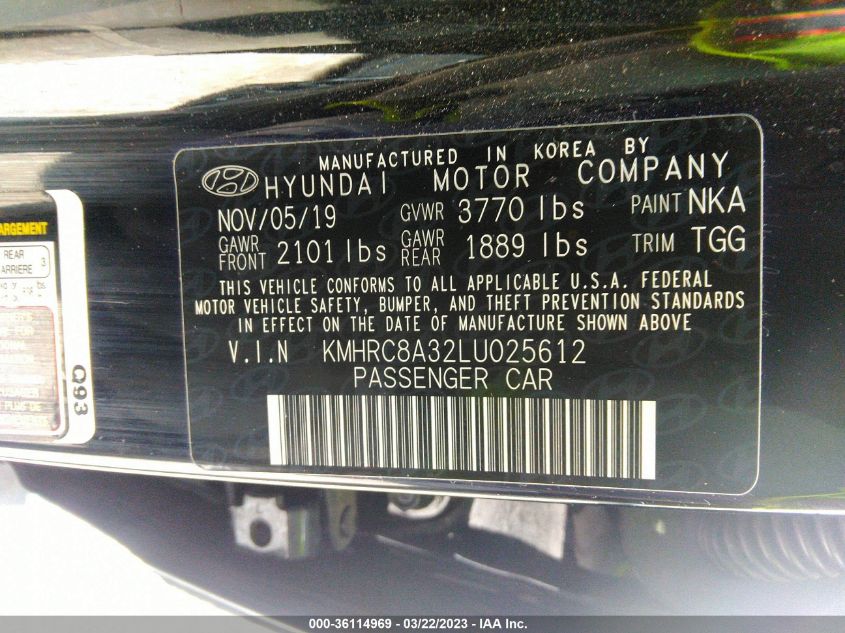 MANUFACTURED IN KOREA BY
HYUNDAI MOTOR COMPANY
NOV/05/19 GVWR 3770 lbs PAINT NKA
GAWR FRONT 2101 lbs GAWR REAR 1889 lbs TRIM TGG
THIS VEHICLE CONFORMS TO ALL APPLICABLE U.S.A. FEDERAL
MOTOR VEHICLE SAFETY, BUMPER, AND THEFT PREVENTION STANDARDS
IN EFFECT ON THE DATE OF MANUFACTURE SHOWN ABOVE
V.I.N KMHRC8A32LU025612
PASSENGER CAR
ARGEMENT
REAR
ARRIERE 3
Q93
000-36114969 - 03/22/2023 - IAA Inc.